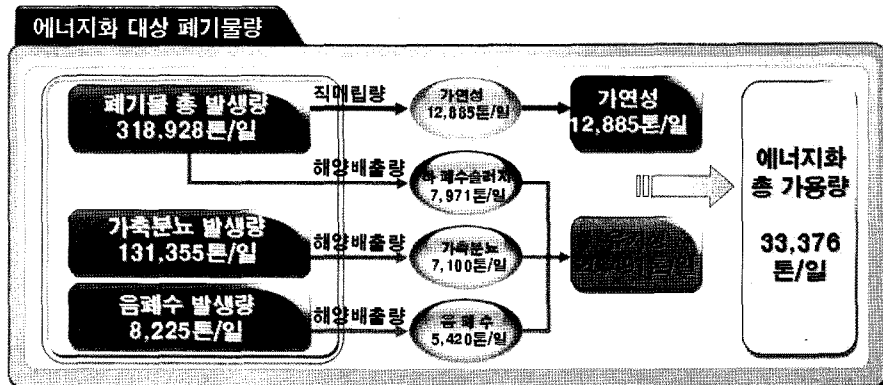 에너지화 대상 폐기물량
폐기물 총 발생량
318,928톤/일
직매립량
가연성
12,885톤/일
가연성
12,885톤/일
해양배출량
하폐수슬러지
7,971톤/일
가축분뇨 발생량
131,355톤/일
해양배출량
가축분뇨
7,100톤/일
음폐수 발생량
8,225톤/일
해양배출량
음폐수
5,420톤/일
에너지화
총 가용량
33,376
톤/일